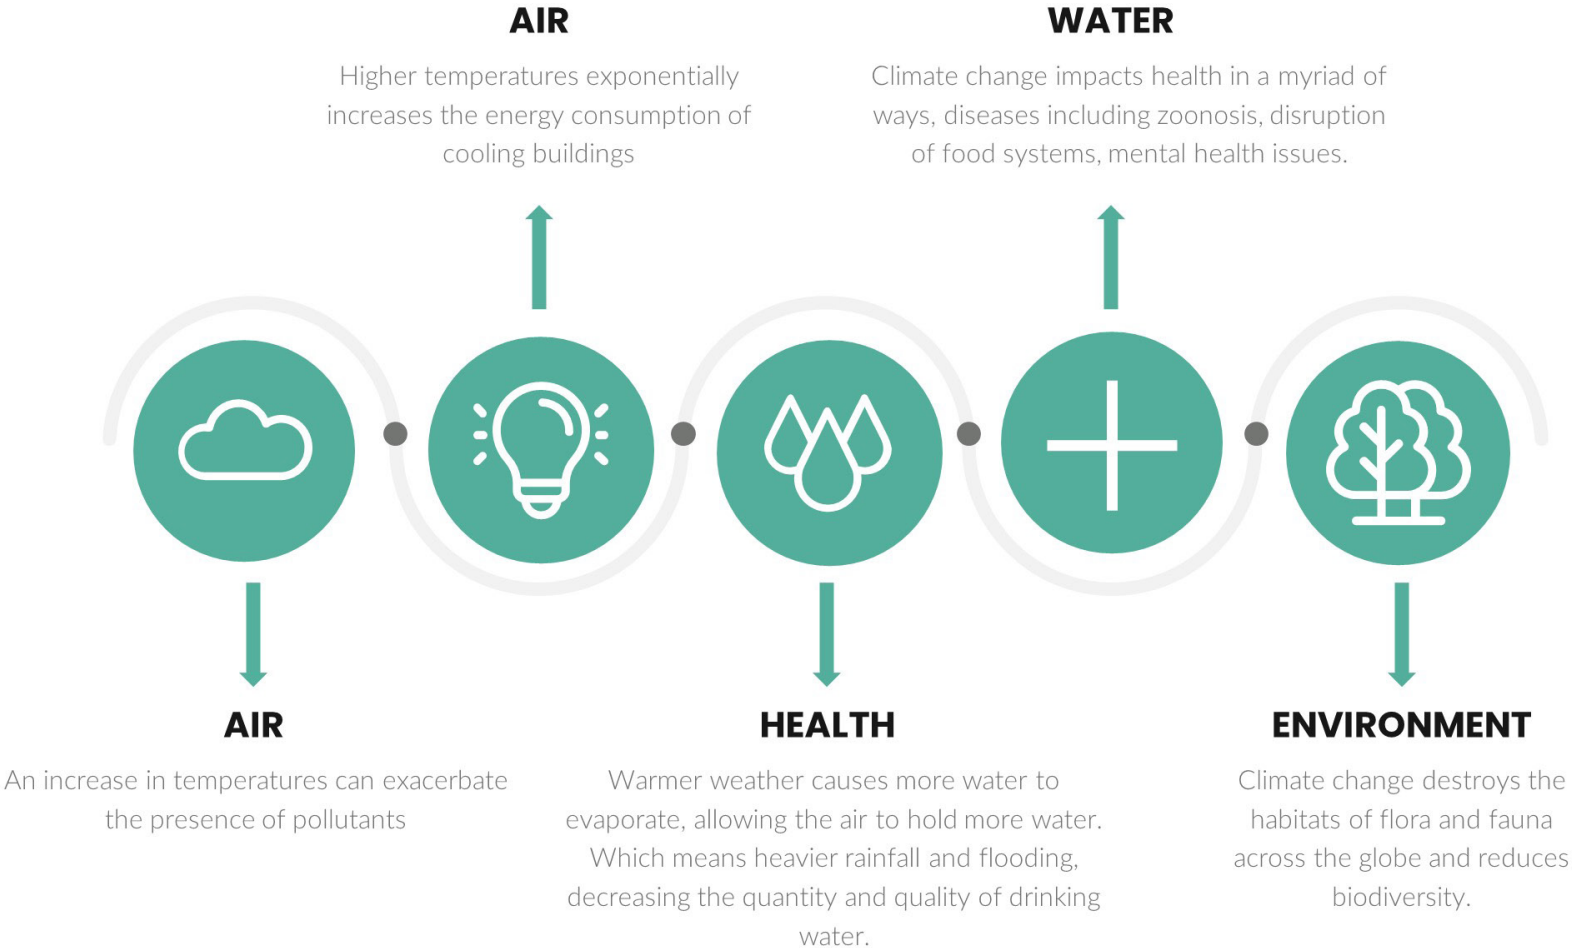 AIR
Higher temperatures exponentially
increases the energy consumption of
cooling buildings
WATER
Climate change impacts health in a myriad of
ways, diseases including zoonosis, disruption
of food systems, mental health issues.
AIR
An increase in temperatures can exacerbate
the presence of pollutants
HEALTH
Warmer weather causes more water to
evaporate, allowing the air to hold more water.
Which means heavier rainfall and flooding,
decreasing the quantity and quality of drinking
water.
ENVIRONMENT
Climate change destroys the
habitats of flora and fauna
across the globe and reduces
biodiversity.